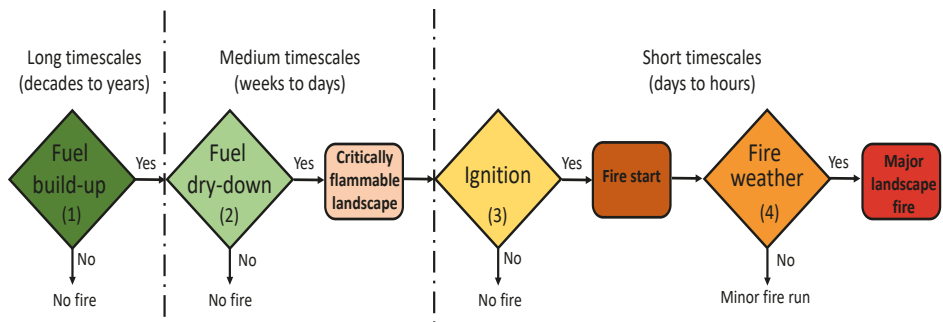 Long timescales
(decades to years)
Medium timescales
(weeks to days)
Short timescales
(days to hours)
Fuel
build-up
(1)
Yes
No
No fire
Fuel
dry-down
(2)
Yes
No
No fire
Critically
flammable
landscape
Ignition
(3)
Yes
No
No fire
Fire start
Fire
weather
(4)
Yes
No
Minor fire run
Major
landscape
fire